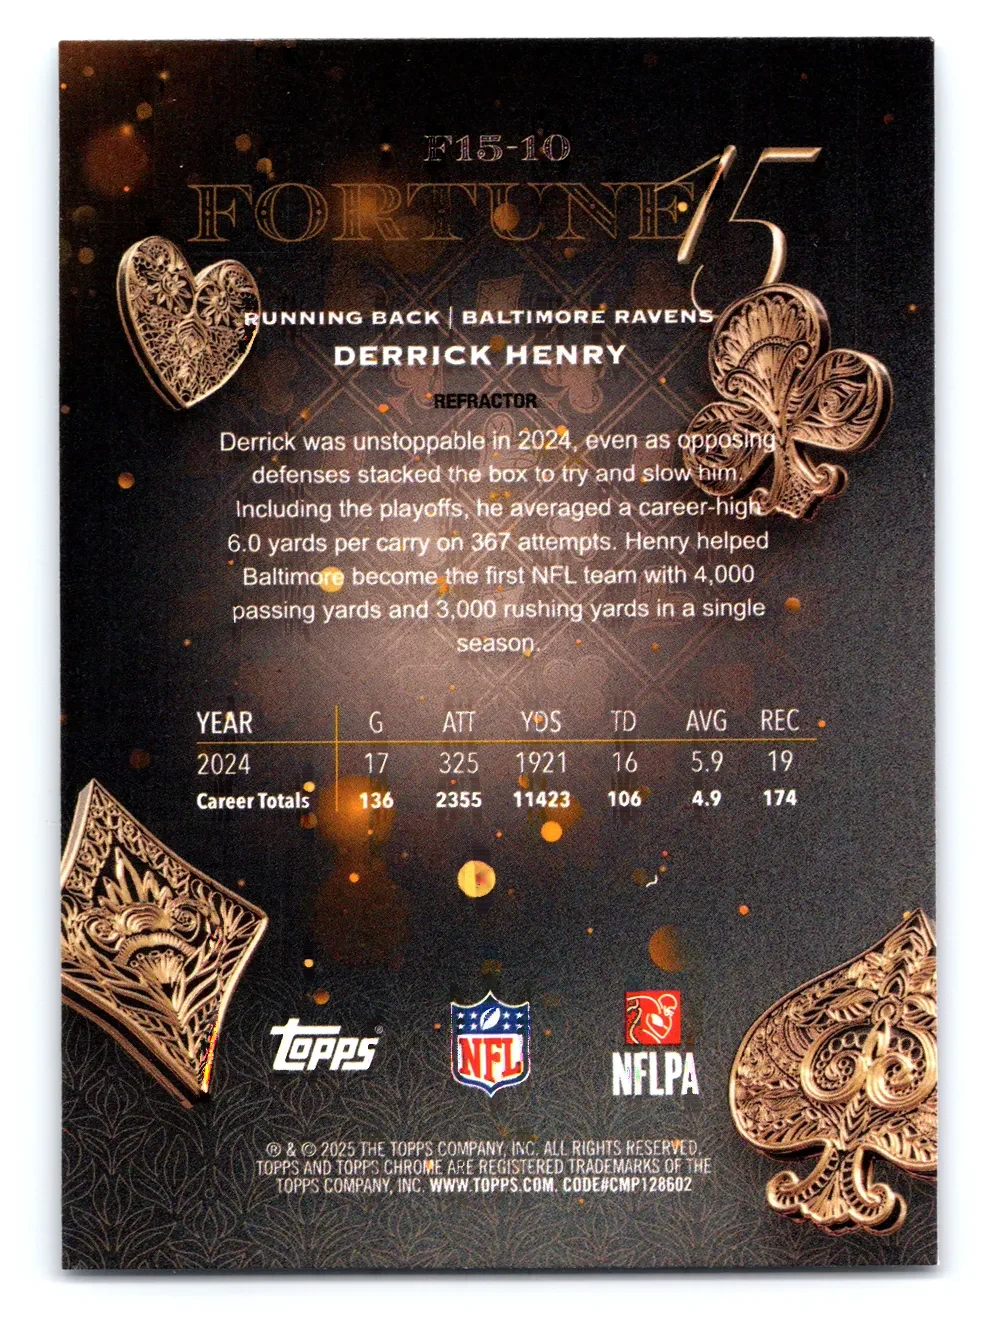 F15-10
FORTUNE 15
RUNNING BACK | BALTIMORE RAVENS
DERRICK HENRY
REFRACTOR
Derrick was unstoppable in 2024, even as opposing
defenses stacked the box to try and slow him.
Including the playoffs, he averaged a career-high
6.0 yards per carry on 367 attempts. Henry helped
Baltimore become the first NFL team with 4,000
passing yards and 3,000 rushing yards in a single
season.
YEAR G ATT YDS TD AVG REC
2024 17 325 1921 16 5.9 19
Career Totals 136 2355 11423 106 4.9 174
Topps® NFL NFLPA
® & © 2025 THE TOPPS COMPANY, INC. ALL RIGHTS RESERVED.
TOPPS AND TOPPS CHROME ARE REGISTERED TRADEMARKS OF THE
TOPPS COMPANY, INC. WWW.TOPPS.COM. CODE#CMP128602